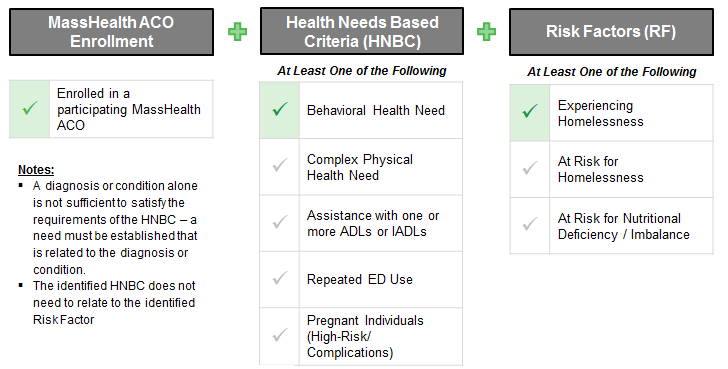 MassHealth ACO
Enrollment
Enrolled in a
participating MassHealth
ACO
Notes:
▪ A diagnosis or condition alone
is not sufficient to satisfy the
requirements of the HNBC – a
need must be established that
is related to the diagnosis or
condition.
▪ The identified HNBC does not
need to relate to the identified
Risk Factor
Health Needs Based
Criteria (HNBC)
At Least One of the Following
Behavioral Health Need
Complex Physical
Health Need
Assistance with one or
more ADLs or IADLs
Repeated ED Use
Pregnant Individuals
(High-Risk/
Complications)
Risk Factors (RF)
At Least One of the Following
Experiencing
Homelessness
At Risk for
Homelessness
At Risk for Nutritional
Deficiency / Imbalance